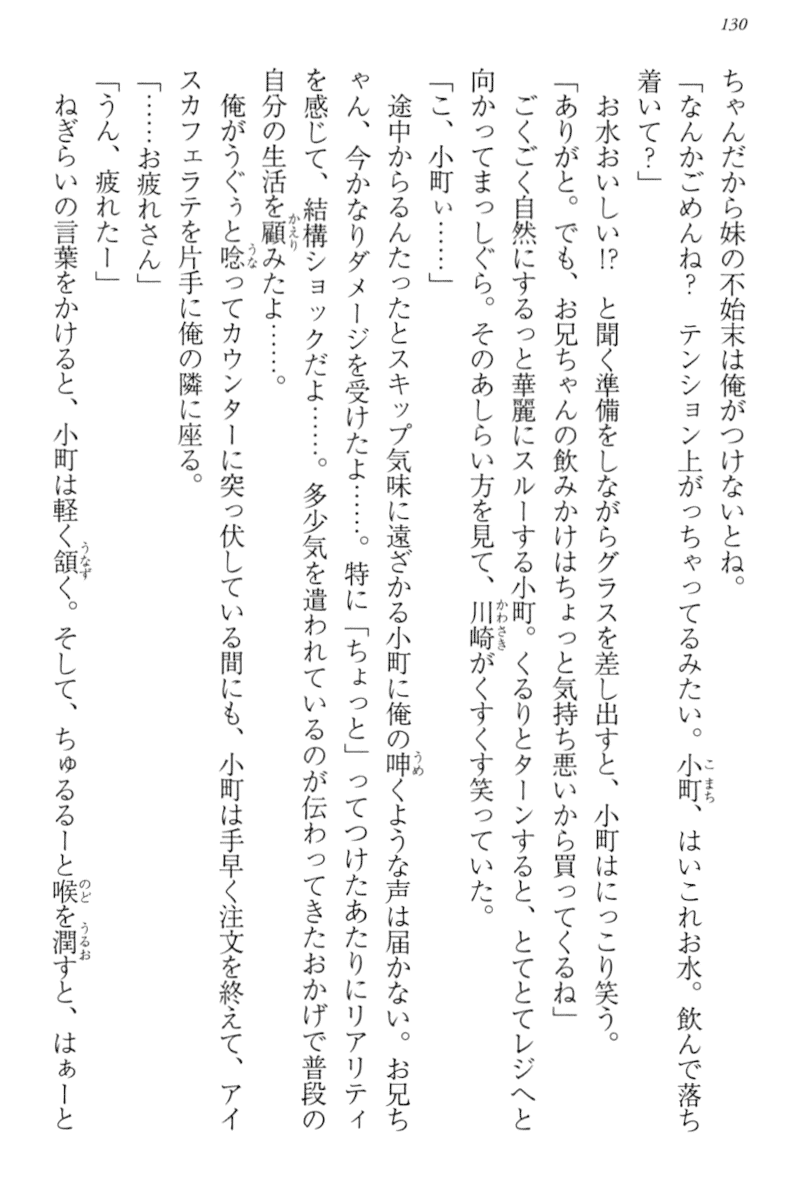 130
ちゃんだから妹の不始末は俺がつけないとね。
「なんかごめんね?　テンション上がっちゃってるみたい。小町、はいこれお水。飲んで落ち
着いて?」
　お水おいしい!?　と聞く準備をしながらグラスを差し出すと、小町はにっこり笑う。
「ありがと。でも、お兄ちゃんの飲みかけはちょっと気持ち悪いから買ってくるね」
　ごくごく自然にするっと華麗にスルーする小町。くるりとターンすると、とてとてレジへと
向かってまっしぐら。そのあしらい方を見て、川崎がくすくす笑っていた。
「こ、小町ぃ……」
　途中からるんたったとスキップ気味に遠ざかる小町に俺の呻くような声は届かない。お兄ち
ゃん、今かなりダメージを受けたよ……。特に「ちょっと」ってつけたあたりにリアリティ
を感じて、結構ショックだよ……。多少気を遣われているのが伝わってきたおかげで普段の
自分の生活を顧みたよ……。
　俺がうぐぅと唸ってカウンターに突っ伏している間にも、小町は手早く注文を終えて、アイ
スカフェラテを片手に俺の隣に座る。
「……お疲れさん」
「うん、疲れたー」
　ねぎらいの言葉をかけると、小町は軽く頷く。そして、ちゅるるーと喉を潤すと、はぁーと